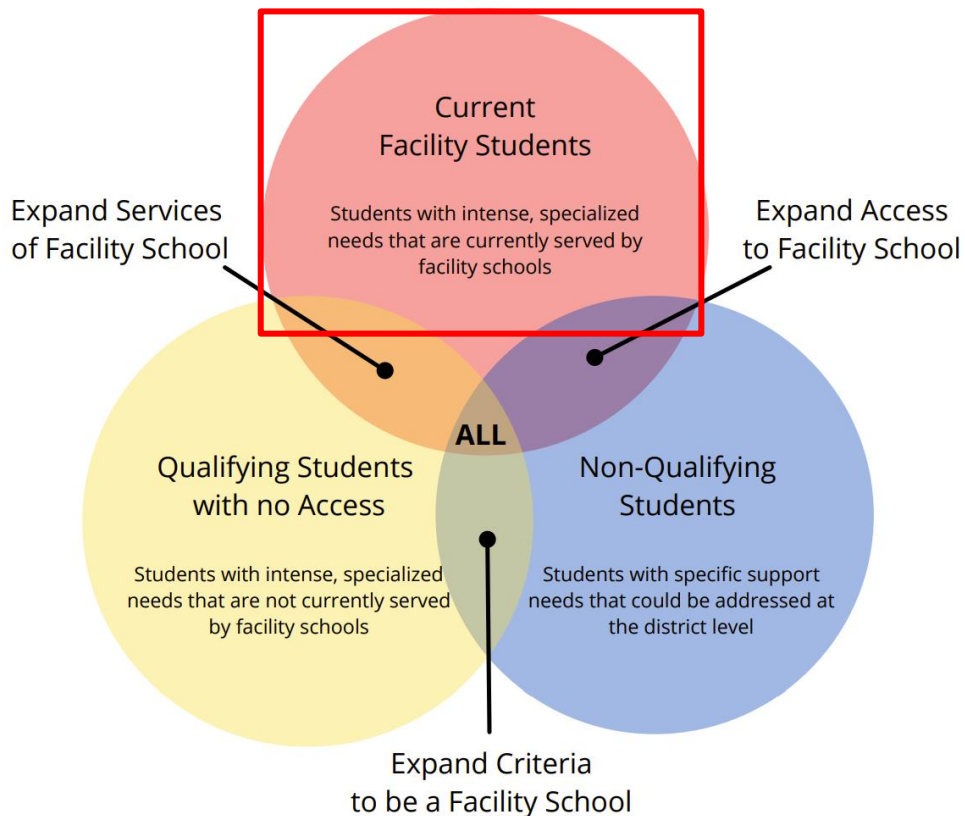 Current
Facility Students
Students with intense, specialized
needs that are currently served by
facility schools
Expand Services
of Facility School
Expand Access
to Facility School
ALL
Qualifying Students
with no Access
Students with intense, specialized
needs that are not currently served
by facility schools
Non-Qualifying
Students
Students with specific support
needs that could be addressed at
the district level
Expand Criteria
to be a Facility School